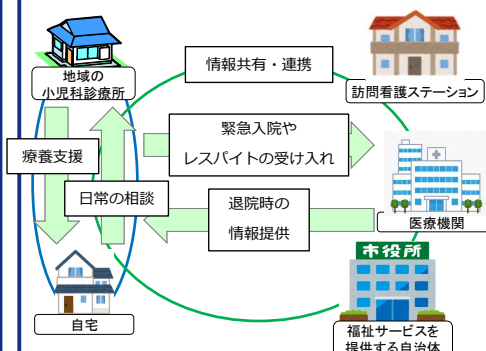 地域の
小児科診療所
情報共有・連携
訪問看護ステーション
緊急入院や
レスパイトの受け入れ
療養支援
日常の相談
退院時の
情報提供
医療機関
市役所
自宅
福祉サービスを
提供する自治体